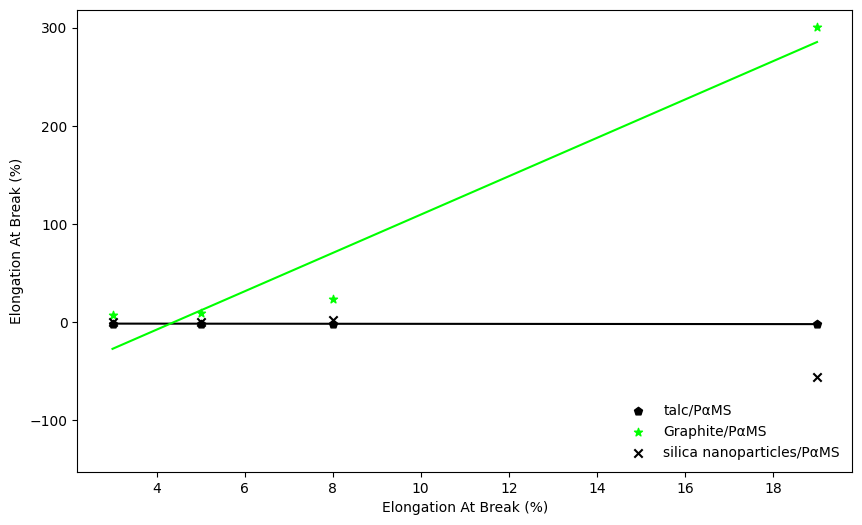 300
200
100
0
−100
Elongation At Break (%)
4 6 8 10 12 14 16 18
Elongation At Break (%)
talc/PαMS
Graphite/PαMS
silica nanoparticles/PαMS